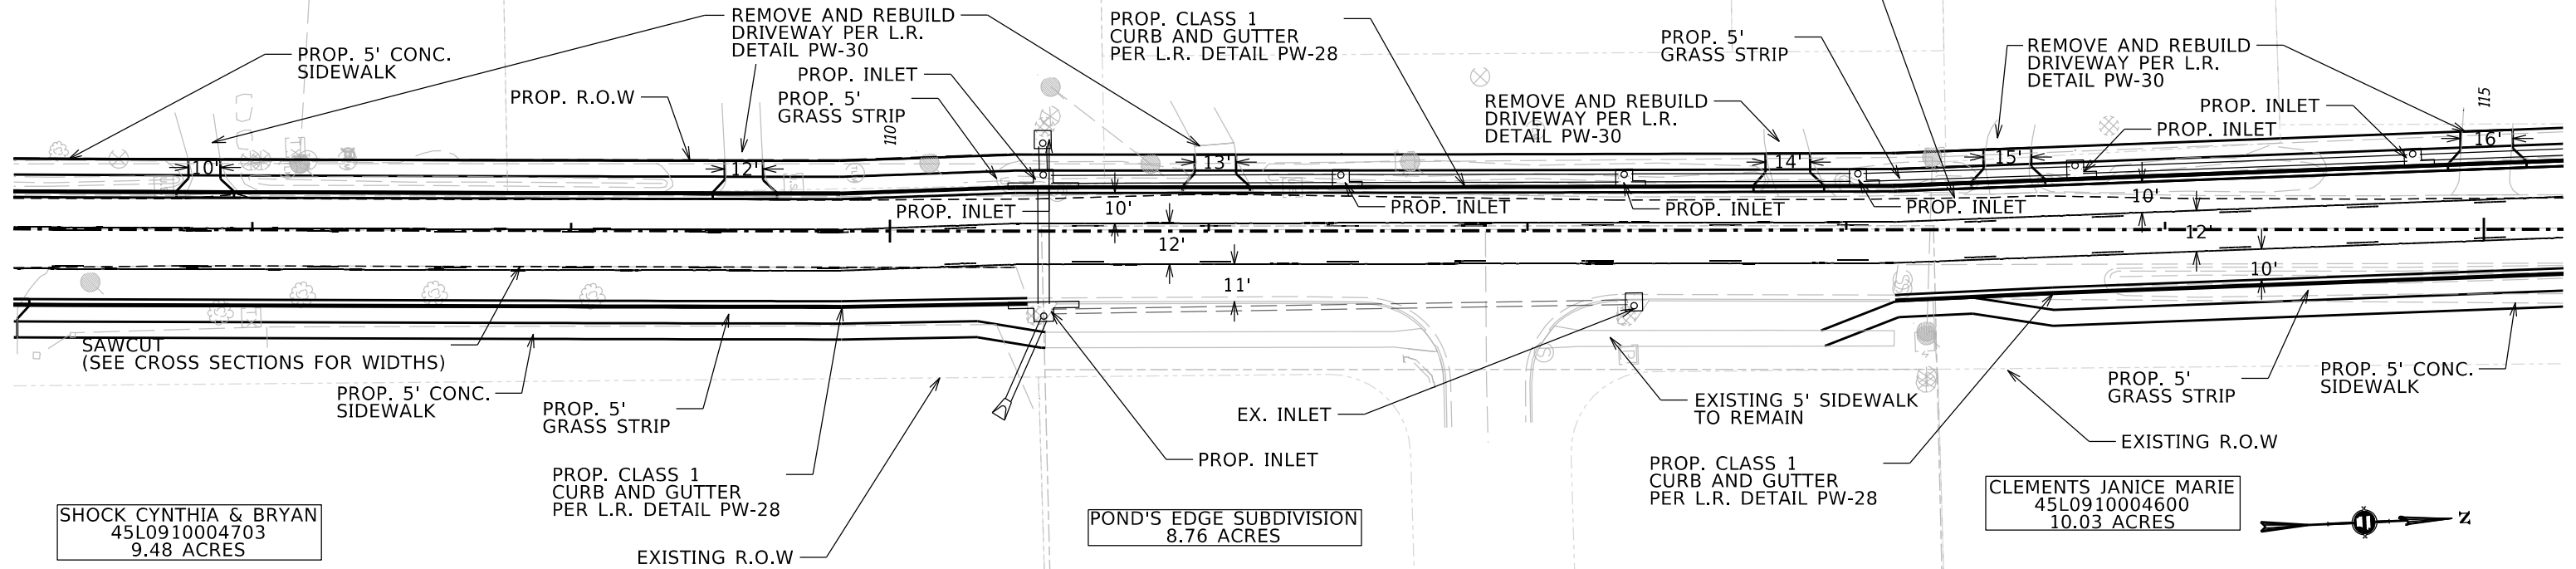 REMOVE AND REBUILD
DRIVEWAY PER L.R.
DETAIL PW-30
PROP. CLASS 1
CURB AND GUTTER
PER L.R. DETAIL PW-28
PROP. 5' CONC.
SIDEWALK
PROP. 5'
GRASS STRIP
REMOVE AND REBUILD
DRIVEWAY PER L.R.
DETAIL PW-30
PROP. INLET
PROP. R.O.W
PROP. 5'
GRASS STRIP
REMOVE AND REBUILD
DRIVEWAY PER L.R.
DETAIL PW-30
PROP. INLET
PROP. INLET
110
115
10'
12'
13'
14'
15'
16'
PROP. INLET
10'
PROP. INLET
PROP. INLET
PROP. INLET
10'
12'
12'
11'
10'
SAWCUT
(SEE CROSS SECTIONS FOR WIDTHS)
PROP. 5' CONC.
SIDEWALK
PROP. 5'
GRASS STRIP
EX. INLET
EXISTING 5' SIDEWALK
TO REMAIN
PROP. 5'
GRASS STRIP
PROP. 5' CONC.
SIDEWALK
EXISTING R.O.W
PROP. INLET
PROP. CLASS 1
CURB AND GUTTER
PER L.R. DETAIL PW-28
PROP. CLASS 1
CURB AND GUTTER
PER L.R. DETAIL PW-28
EXISTING R.O.W
SHOCK CYNTHIA & BRYAN
45L0910004703
9.48 ACRES
POND'S EDGE SUBDIVISION
8.76 ACRES
CLEMENTS JANICE MARIE
45L0910004600
10.03 ACRES
N